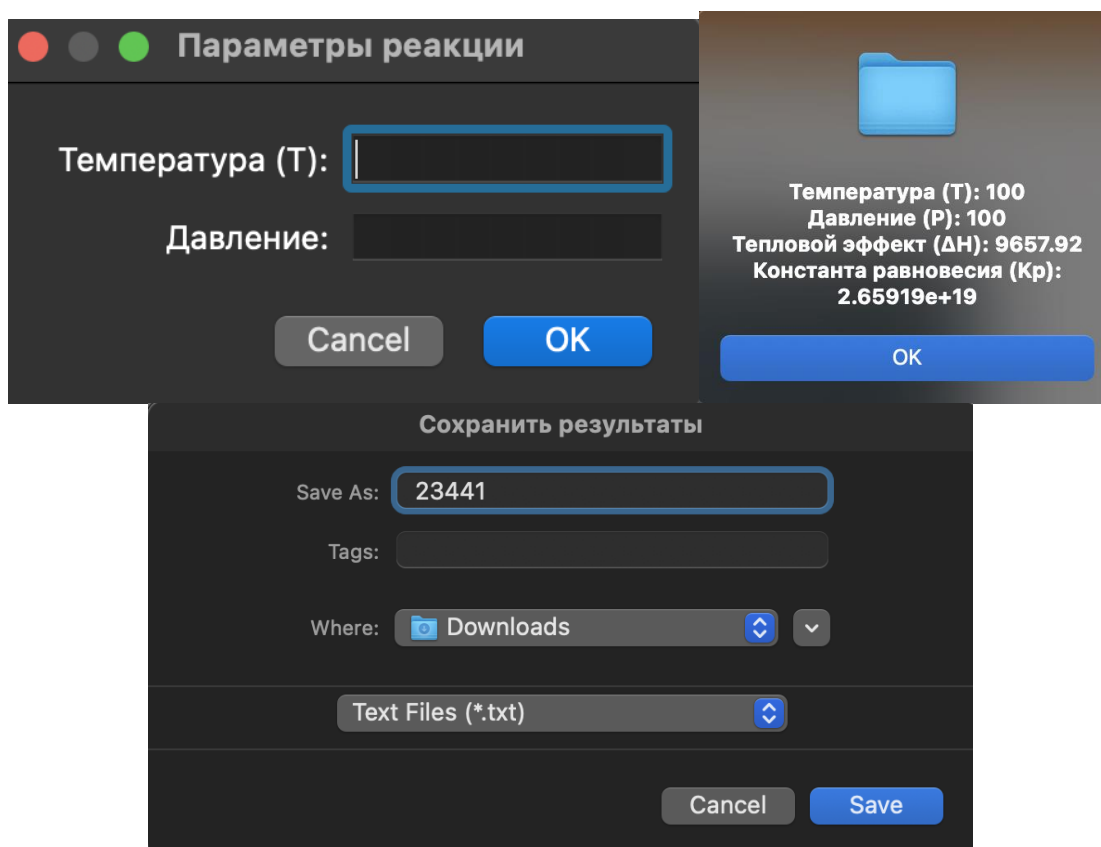 Параметры реакции
Температура (T):
Давление:
Cancel
OK
Температура (T): 100
Давление (P): 100
Тепловой эффект (ΔH): 9657.92
Константа равновесия (Kp):
2.65919e+19
OK
Сохранить результаты
Save As: 23441
Tags:
Where: Downloads
Text Files (*.txt)
Cancel
Save